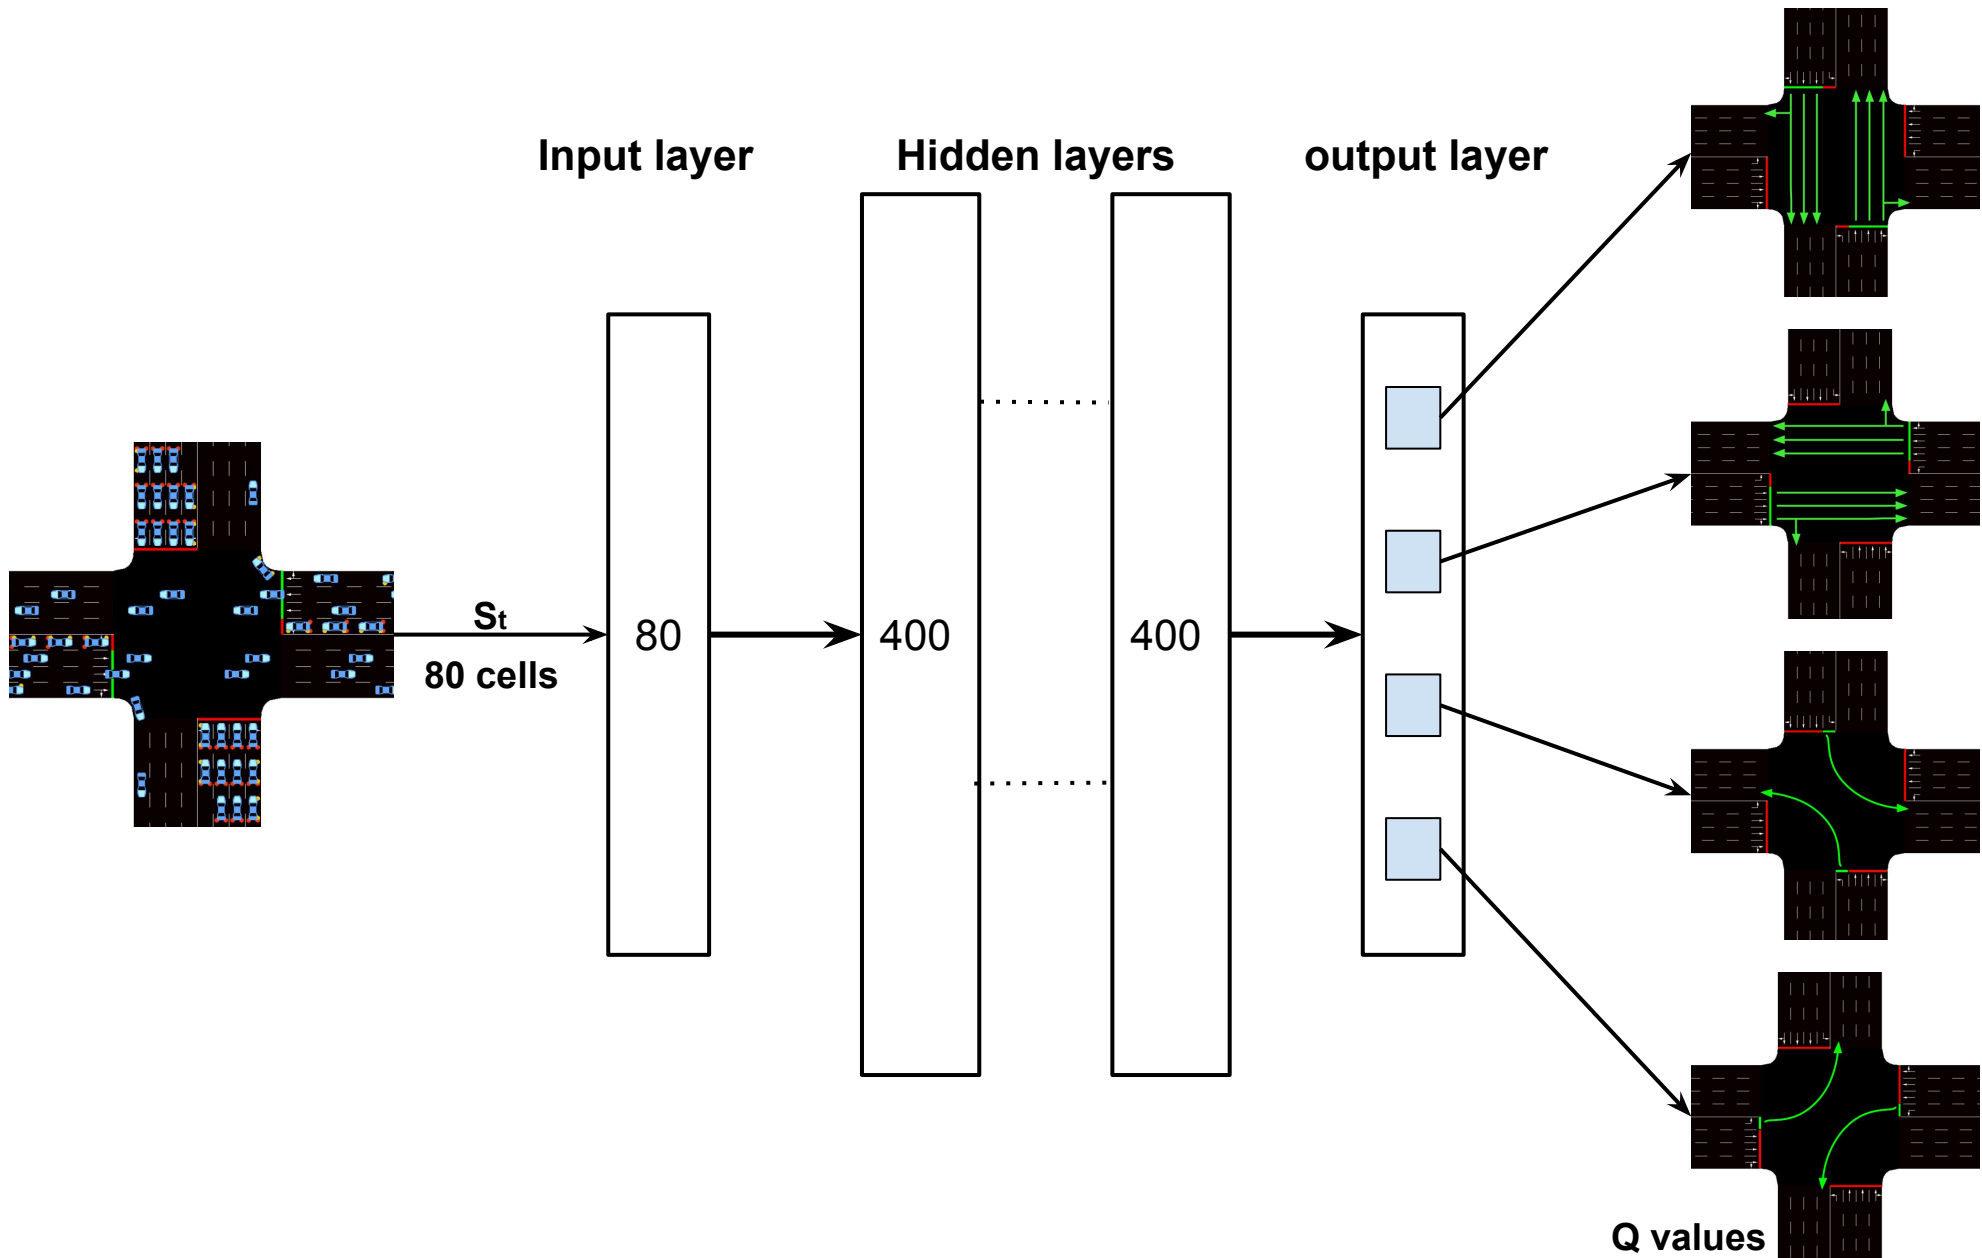 Input layer
Hidden layers
output layer
St
80 cells
80
400
400
Q values